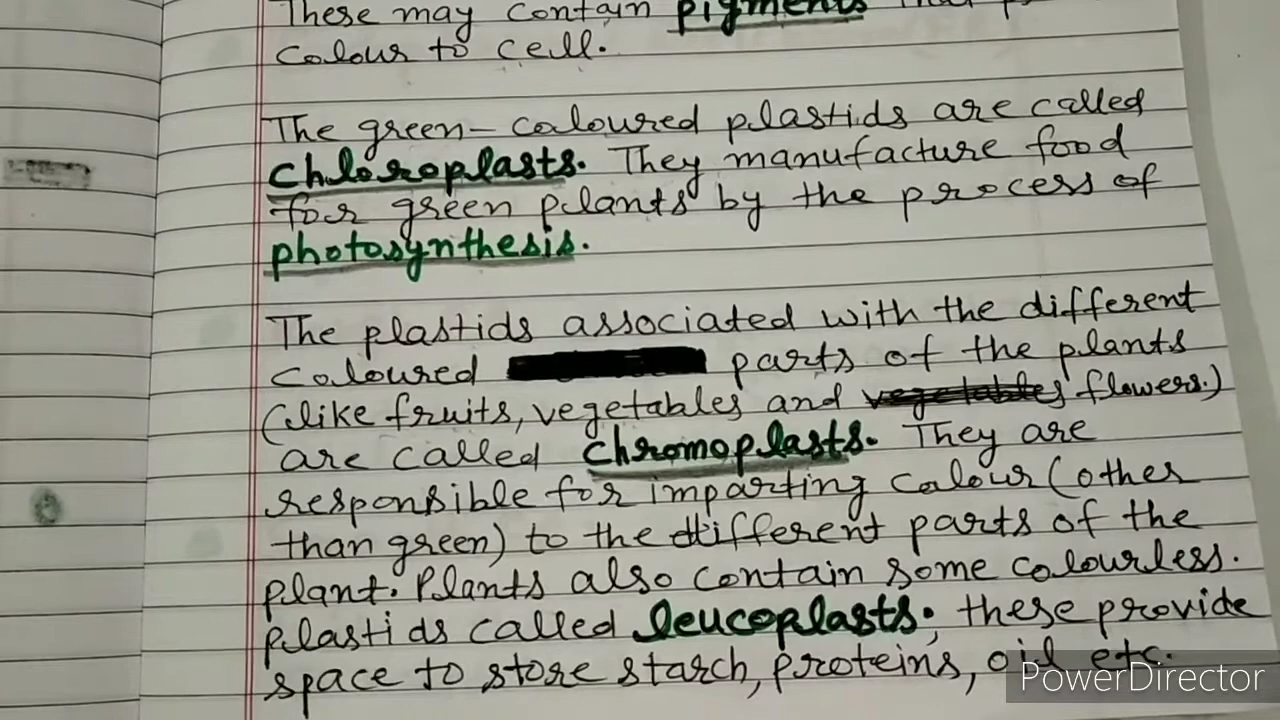 These may contain pigments
colour to cell.
The green-coloured plastids are called
chloroplasts. They manufacture food
for green plants by the process of
photosynthesis.
The plastids associated with the different
coloured parts of the plants
(like fruits, vegetables and vegetables flowers.)
are called chromoplasts. They are
responsible for imparting colour (other
than green) to the different parts of the
plant. Plants also contain some colourless.
plastids called leucoplasts; these provide
space to store starch, proteins, oil etc.
PowerDirector